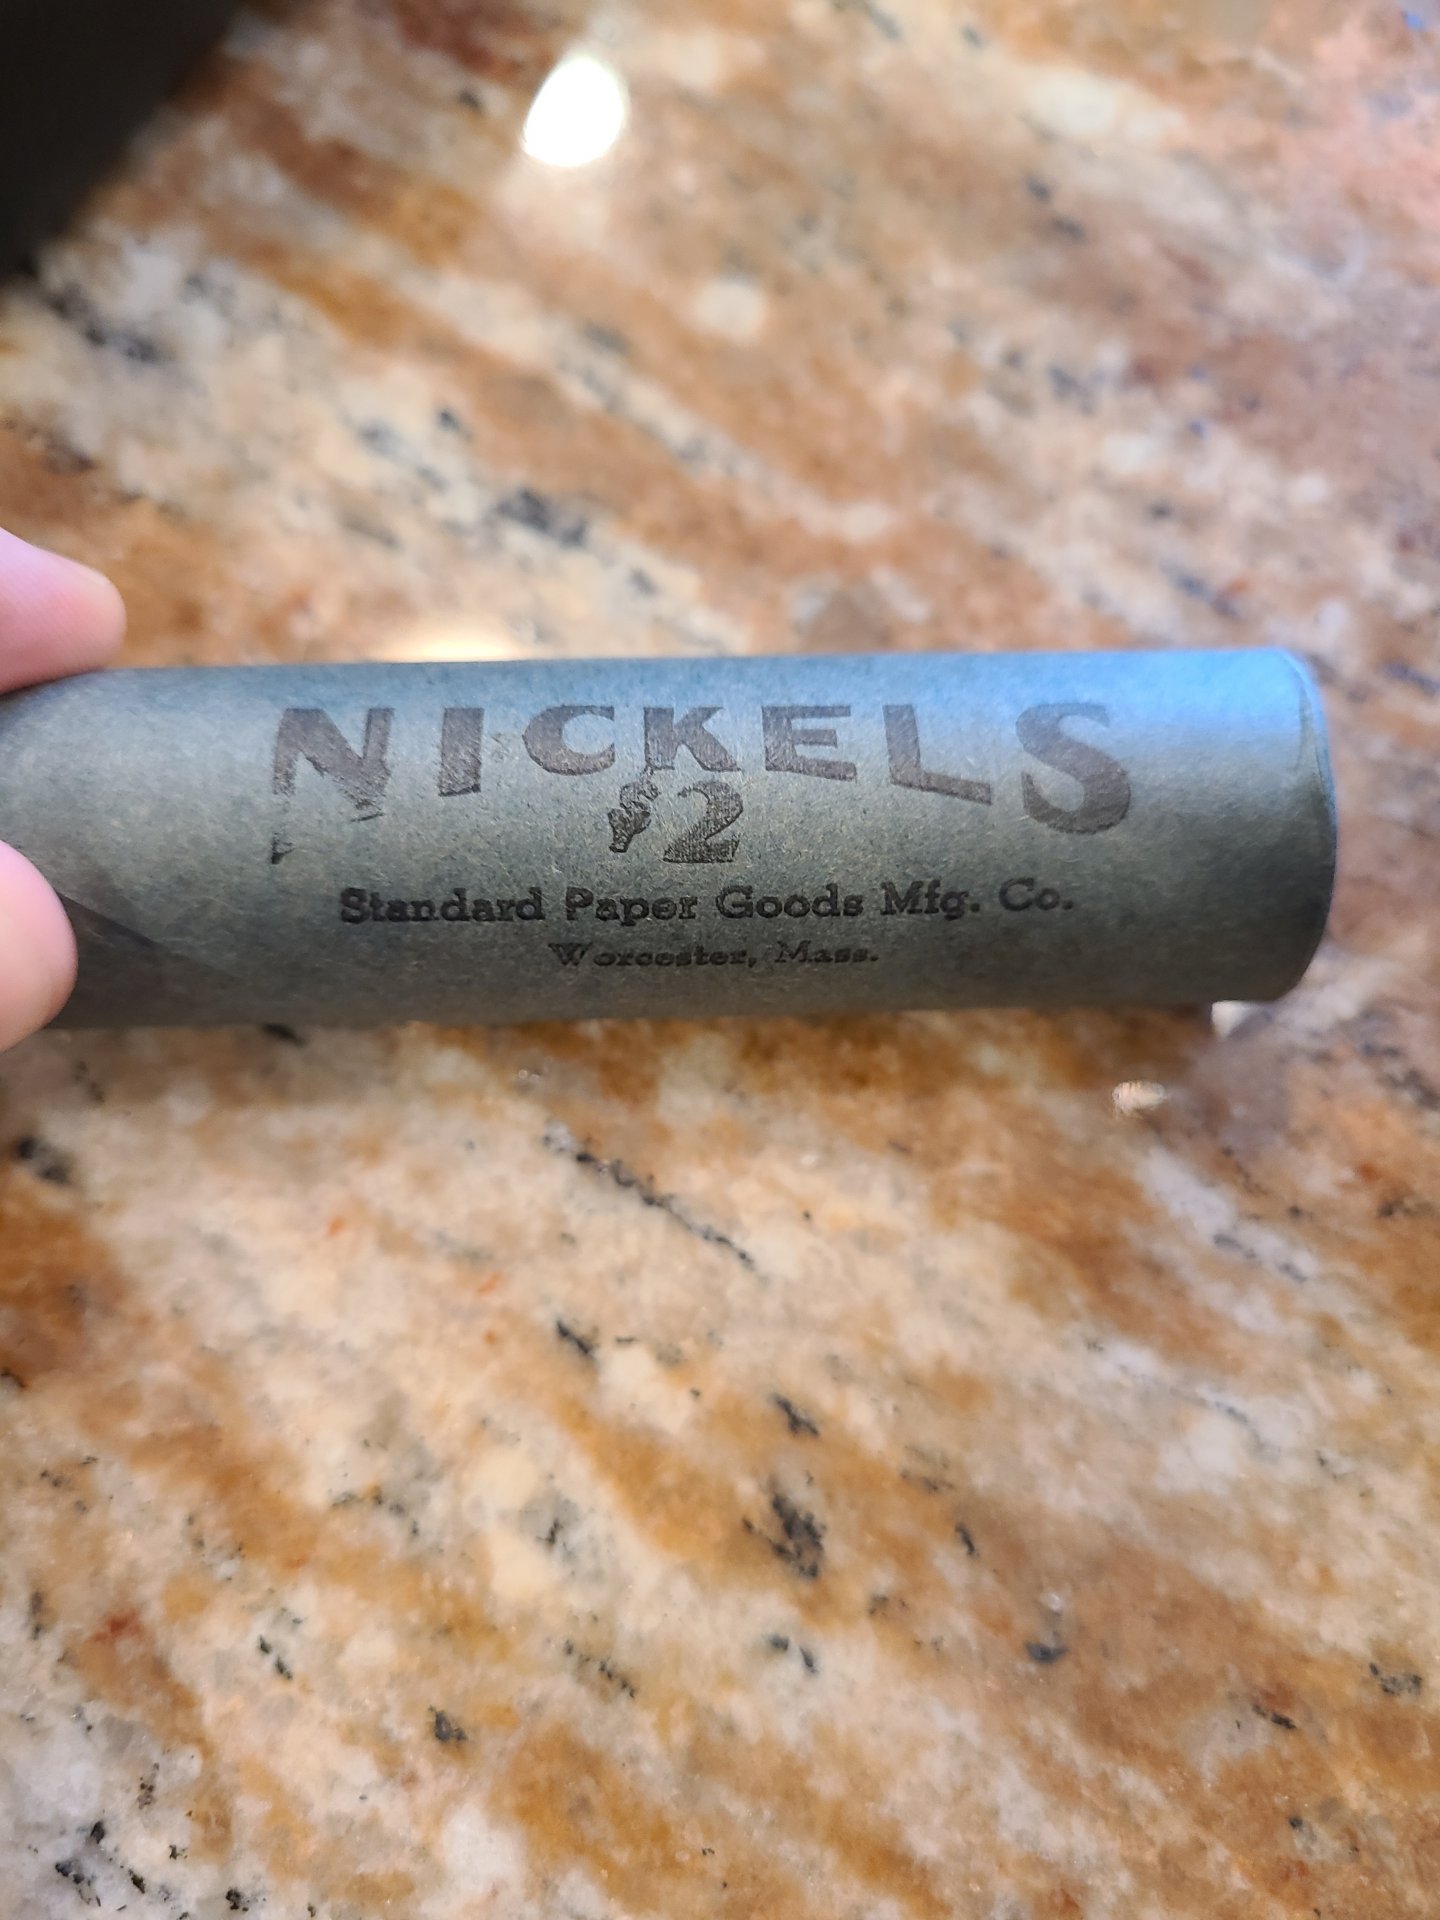 NICKELS
$2
Standard Paper Goods Mfg. Co.
Worcester, Mass.